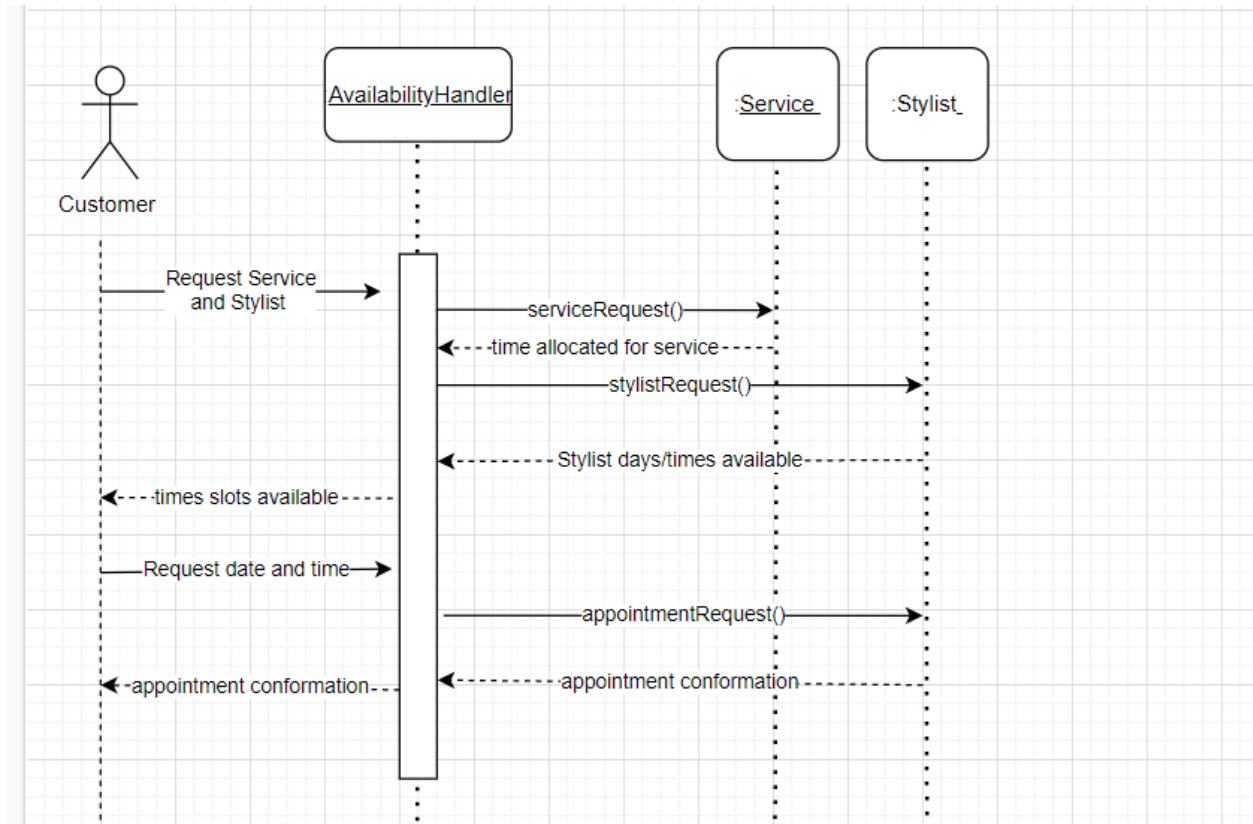 AvailabilityHandler
:Service
:Stylist
Customer
Request Service
and Stylist
serviceRequest()
time allocated for service
stylistRequest()
Stylist days/times available
times slots available
Request date and time
appointmentRequest()
appointment conformation
appointment conformation